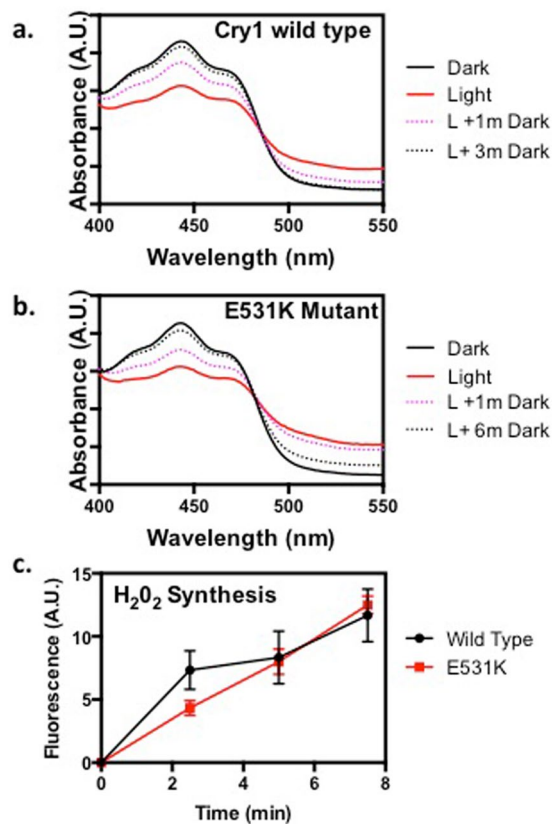 a.
Cry1 wild type
Absorbance (A.U.)
400 450 500 550
Wavelength (nm)
Dark
Light
L +1m Dark
L+ 3m Dark
b.
E531K Mutant
Absorbance (A.U.)
400 450 500 550
Wavelength (nm)
Dark
Light
L +1m Dark
L+ 6m Dark
c.
H₂0₂ Synthesis
Fluorescence (A.U.)
15
10
5
0
0 2 4 6 8
Time (min)
Wild Type
E531K